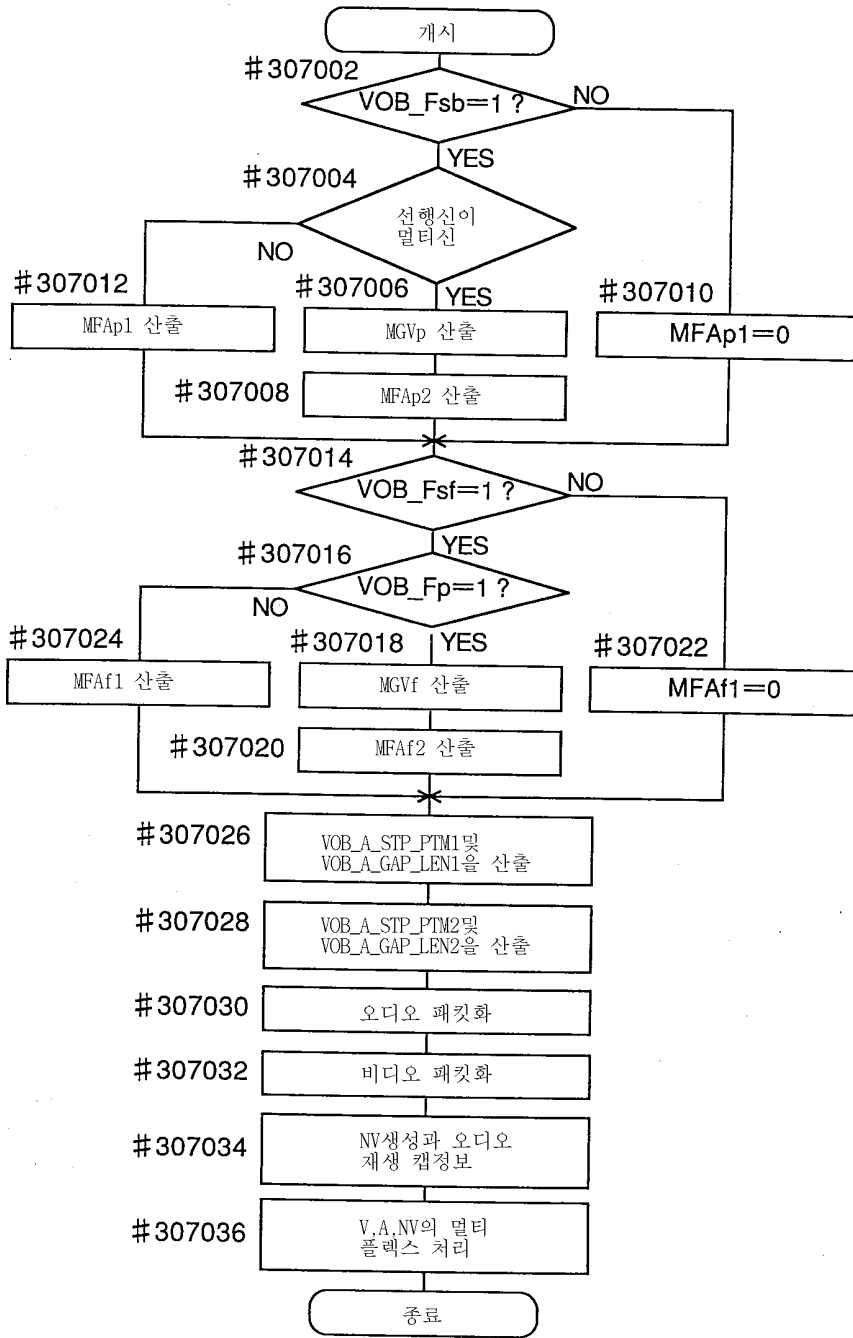 개시
#307002
VOB_Fsb=1 ?
NO
YES
#307004
선행신이
멀티신
NO
YES
#307012
#307006
#307010
MFAp1 산출
MGVp 산출
MFAp1=0
#307008
MFAp2 산출
#307014
VOB_Fsf=1 ?
NO
YES
#307016
VOB_Fp=1 ?
NO
YES
#307024
#307018
#307022
MFAf1 산출
MGVf 산출
MFAf1=0
#307020
MFAf2 산출
#307026
VOB_A_STP_PTM1및
VOB_A_GAP_LEN1을 산출
#307028
VOB_A_STP_PTM2및
VOB_A_GAP_LEN2을 산출
#307030
오디오 패킷화
#307032
비디오 패킷화
#307034
NV생성과 오디오
재생 캡정보
#307036
V,A,NV의 멀티
플렉스 처리
종료